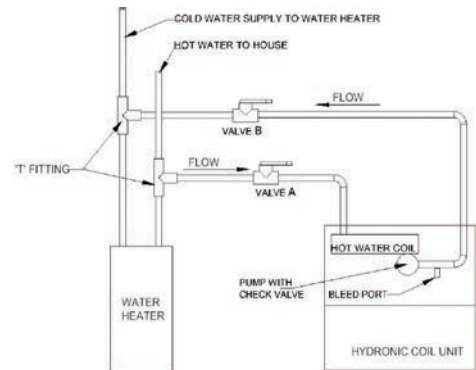 COLD WATER SUPPLY TO WATER HEATER
HOT WATER TO HOUSE
FLOW
VALVE B
'T' FITTING
FLOW
VALVE A
HOT WATER COIL
PUMP WITH
CHECK VALVE
BLEED PORT
WATER
HEATER
HYDRONIC COIL UNIT